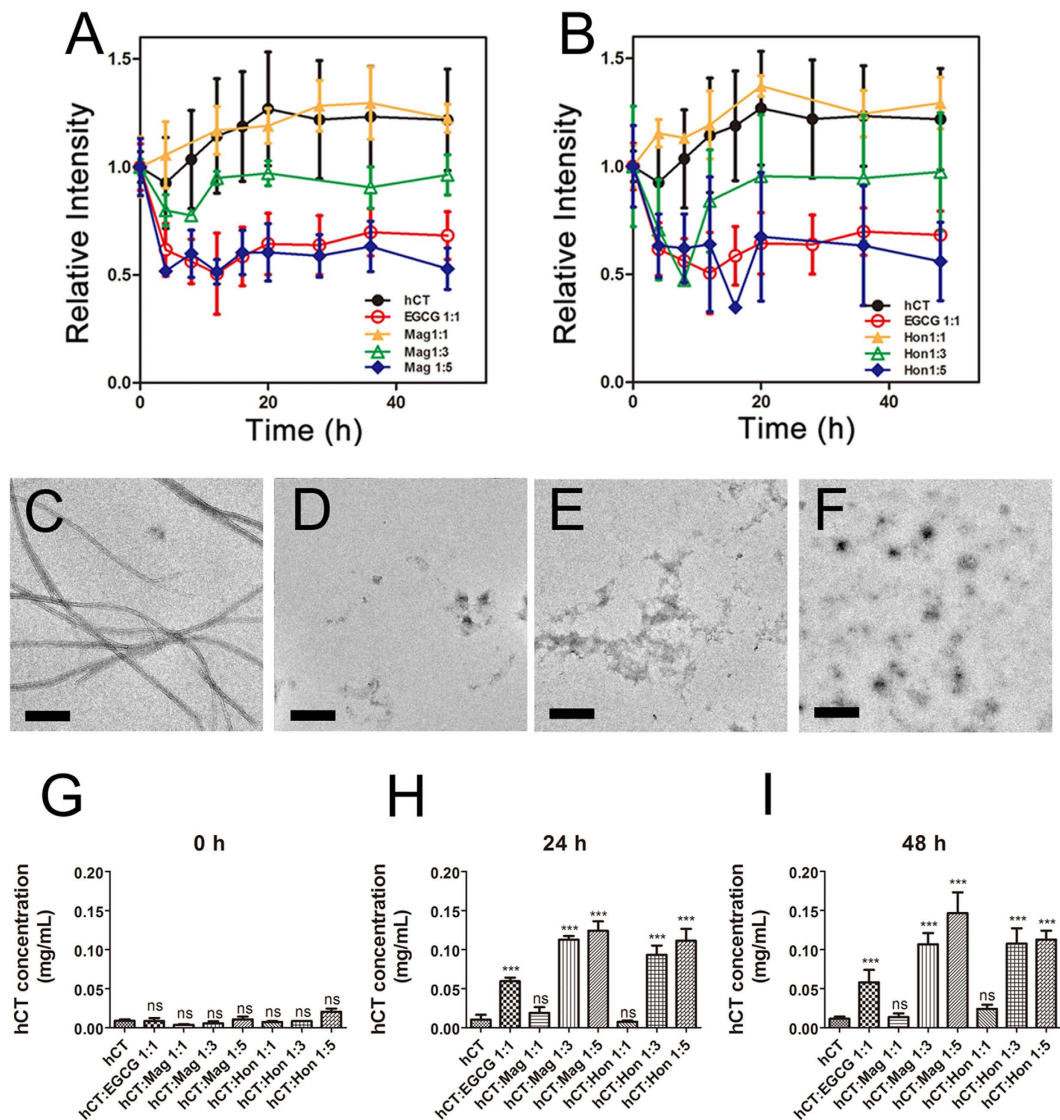 A
Relative Intensity
1.5
1.0
0.5
0.0
0
20
40
Time (h)
hCT
EGCG 1:1
Mag1:1
Mag1:3
Mag 1:5
B
Relative Intensity
1.5
1.0
0.5
0.0
0
20
40
Time (h)
hCT
EGCG 1:1
Hon1:1
Hon1:3
Hon1:5
C
D
E
F
G
0 h
hCT concentration
(mg/mL)
0.20
0.15
0.10
0.05
0.00
ns
ns
ns
ns
ns
ns
ns
hCT
hCT:EGCG 1:1
hCT:Mag 1:1
hCT:Mag 1:3
hCT:Mag 1:5
hCT:Hon 1:1
hCT:Hon 1:3
hCT:Hon 1:5
H
24 h
hCT concentration
(mg/mL)
0.20
0.15
0.10
0.05
0.00
***
ns
***
***
ns
***
***
hCT
hCT:EGCG 1:1
hCT:Mag 1:1
hCT:Mag 1:3
hCT:Mag 1:5
hCT:Hon 1:1
hCT:Hon 1:3
hCT:Hon 1:5
I
48 h
hCT concentration
(mg/mL)
0.20
0.15
0.10
0.05
0.00
***
ns
***
***
ns
***
***
hCT
hCT:EGCG 1:1
hCT:Mag 1:1
hCT:Mag 1:3
hCT:Mag 1:5
hCT:Hon 1:1
hCT:Hon 1:3
hCT:Hon 1:5